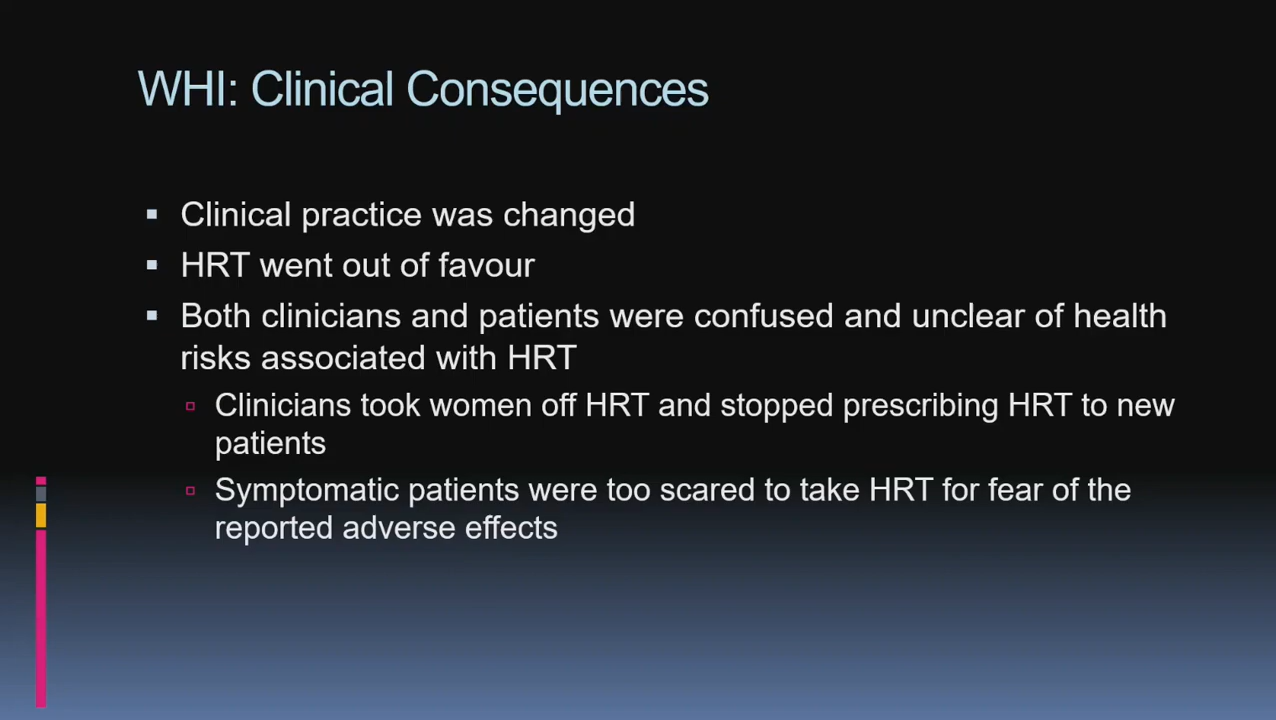 WHI: Clinical Consequences
Clinical practice was changed
HRT went out of favour
Both clinicians and patients were confused and unclear of health
risks associated with HRT
Clinicians took women off HRT and stopped prescribing HRT to new
patients
Symptomatic patients were too scared to take HRT for fear of the
reported adverse effects